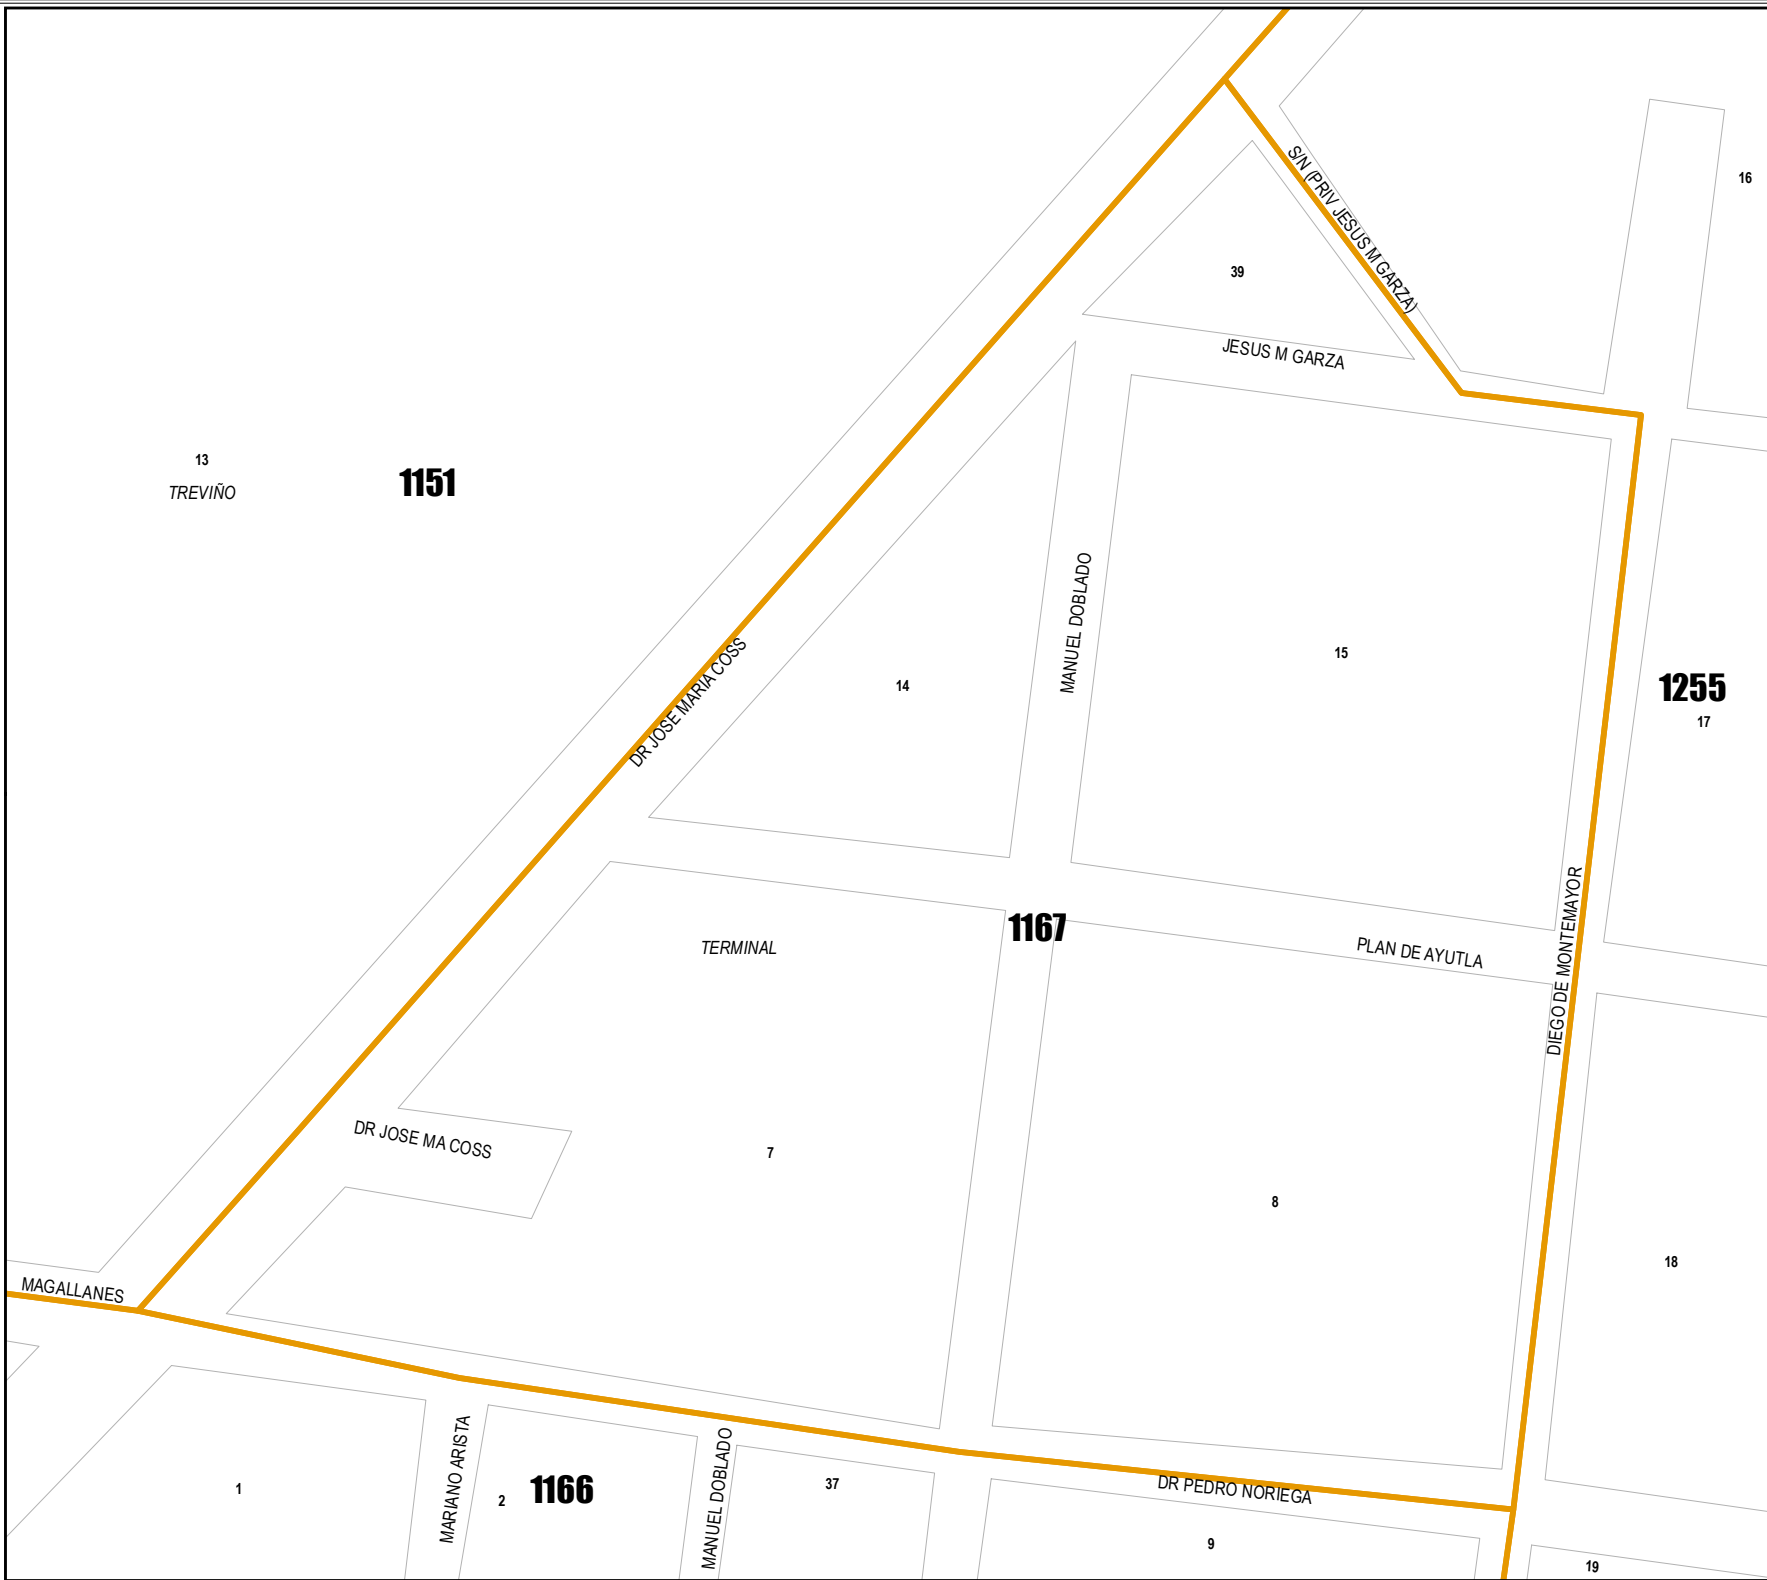 S/N (PRIV JESUS M GARZA)
16
39
JESUS M GARZA
13
TREVIÑO
1151
MANUEL DOBLADO
15
14
1255
17
DR JOSE MARIA COSS
1167
TERMINAL
PLAN DE AYUTLA
DIEGO DE MONTEMAYOR
DR JOSE MA COSS
7
8
18
MAGALLANES
1
MARIANO ARISTA
2
1166
MANUEL DOBLADO
37
DR PEDRO NORIEGA
9
19